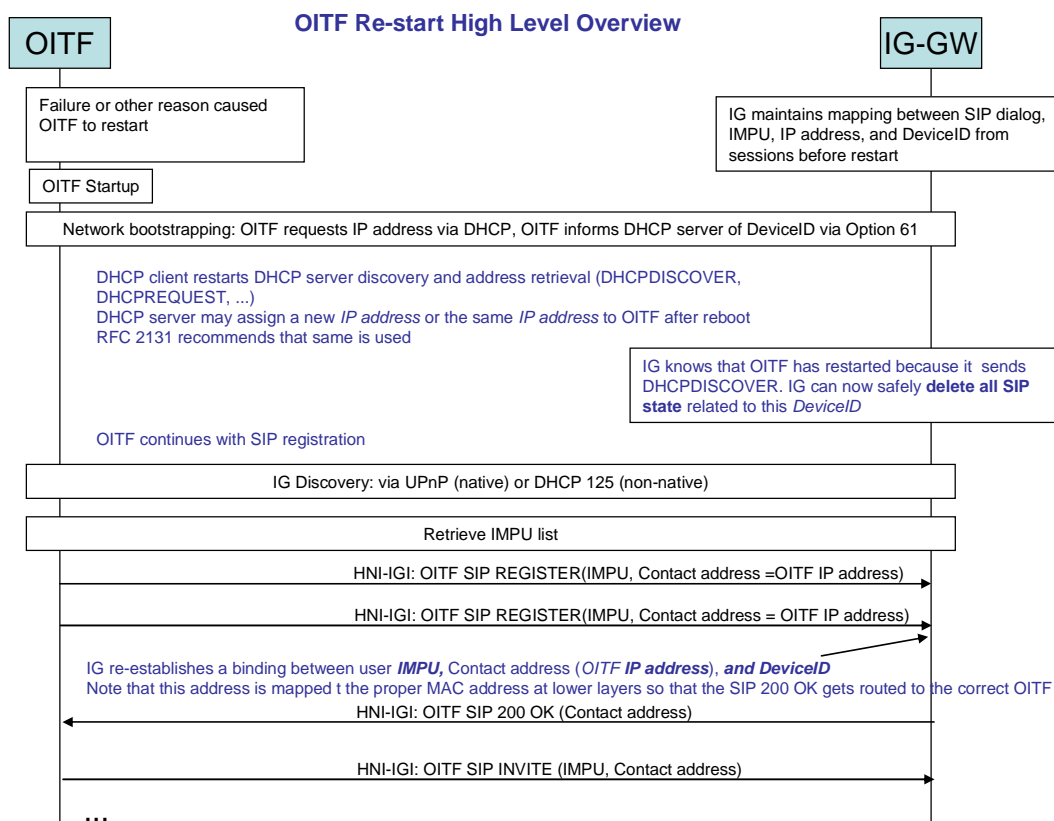 OITF Re-start High Level Overview
OITF
IG-GW
Failure or other reason caused
OITF to restart
IG maintains mapping between SIP dialog,
IMPU, IP address, and DeviceID from
sessions before restart
OITF Startup
Network bootstrapping: OITF requests IP address via DHCP, OITF informs DHCP server of DeviceID via Option 61
DHCP client restarts DHCP server discovery and address retrieval (DHCPDISCOVER,
DHCPREQUEST, ...)
DHCP server may assign a new IP address or the same IP address to OITF after reboot
RFC 2131 recommends that same is used
IG knows that OITF has restarted because it sends
DHCPDISCOVER. IG can now safely delete all SIP
state related to this DeviceID
OITF continues with SIP registration
IG Discovery: via UPnP (native) or DHCP 125 (non-native)
Retrieve IMPU list
HNI-IGI: OITF SIP REGISTER(IMPU, Contact address =OITF IP address)
HNI-IGI: OITF SIP REGISTER(IMPU, Contact address = OITF IP address)
IG re-establishes a binding between user IMPU, Contact address (OITF IP address), and DeviceID
Note that this address is mapped t the proper MAC address at lower layers so that the SIP 200 OK gets routed to the correct OITF
HNI-IGI: OITF SIP 200 OK (Contact address)
HNI-IGI: OITF SIP INVITE (IMPU, Contact address)
...